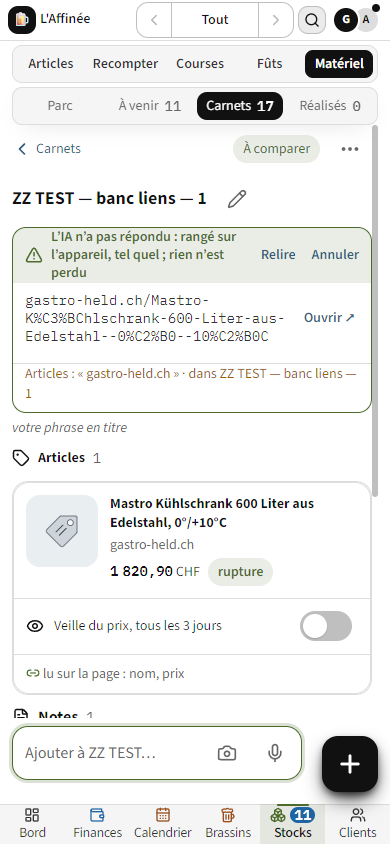 L'Affinée
Tout
G
A
Articles Recompter Courses Fûts Matériel
Parc À venir 11 Carnets 17 Réalisés 0
Carnets À comparer
ZZ TEST — banc liens — 1
L'IA n'a pas répondu : rangé sur
l'appareil, tel quel ; rien n'est
perdu
Relire Annuler
gastro-held.ch/Mastro-
K%C3%BChlschrank-600-Liter-aus-
Edelstahl--0%C2%B0--10%C2%B0C
Ouvrir ↗
Articles : « gastro-held.ch » · dans ZZ TEST — banc liens —
1
votre phrase en titre
Articles 1
Mastro Kühlschrank 600 Liter aus
Edelstahl, 0°/+10°C
gastro-held.ch
1 820,90 CHF rupture
Veille du prix, tous les 3 jours
lu sur la page : nom, prix
Notes 1
Ajouter à ZZ TEST…
11
Bord Finances Calendrier Brassins Stocks Clients